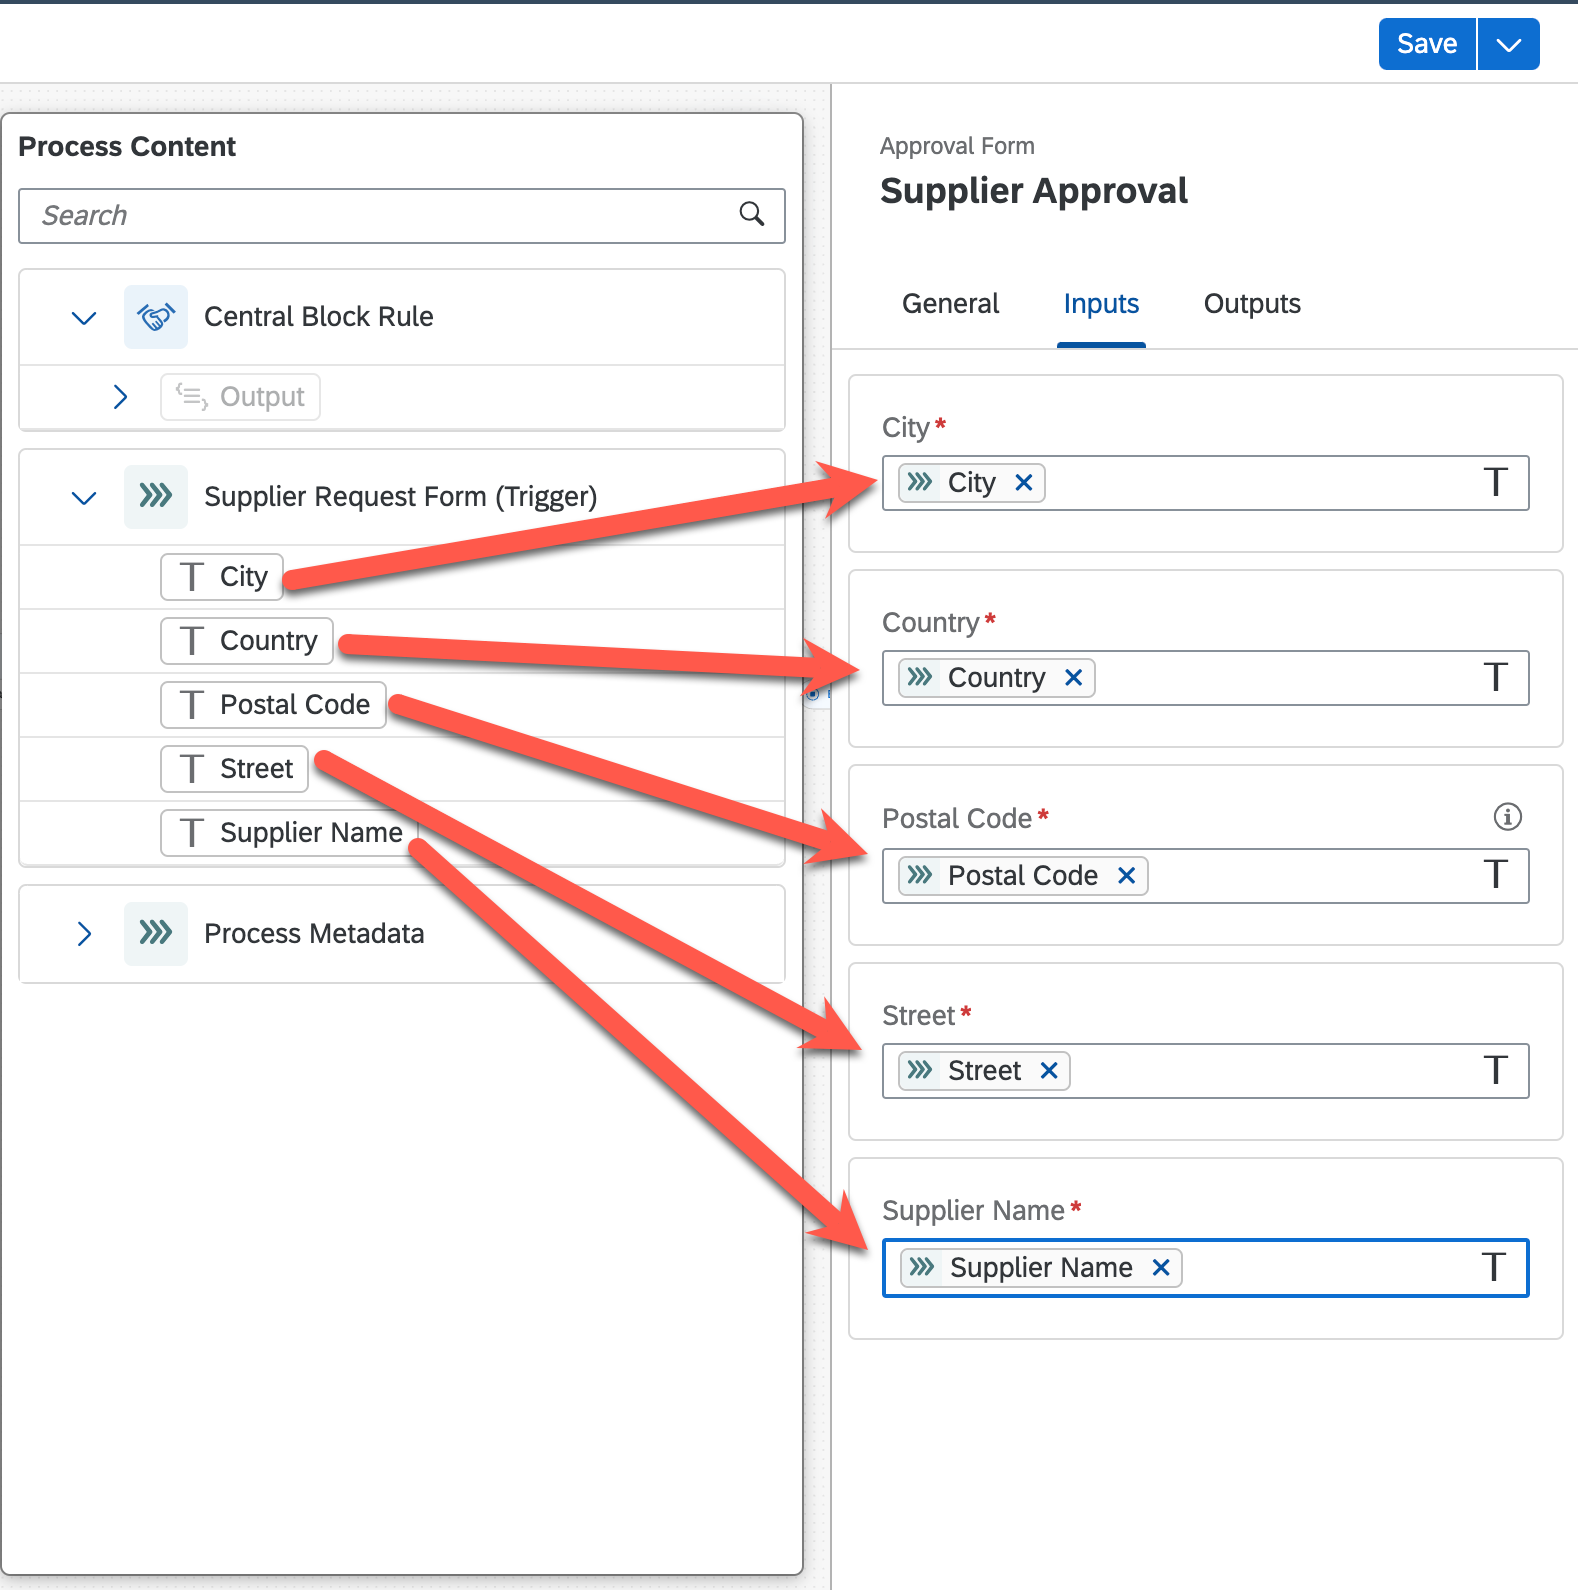 Save
Process Content
Search
Central Block Rule
Output
Supplier Request Form (Trigger)
City
Country
Postal Code
Street
Supplier Name
Process Metadata
Approval Form
Supplier Approval
General Inputs Outputs
City*
City
Country*
Country
Postal Code*
Postal Code
Street*
Street
Supplier Name*
Supplier Name